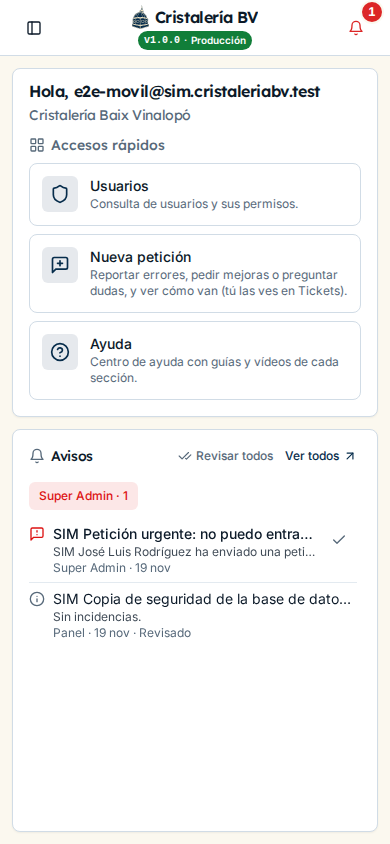 Cristalería BV
1
v1.0.0 · Producción
Hola, e2e-movil@sim.cristaleriabv.test
Cristalería Baix Vinalopó
Accesos rápidos
Usuarios
Consulta de usuarios y sus permisos.
Nueva petición
Reportar errores, pedir mejoras o preguntar
dudas, y ver cómo van (tú las ves en Tickets).
Ayuda
Centro de ayuda con guías y vídeos de cada
sección.
Avisos
Revisar todos
Ver todos
Super Admin · 1
SIM Petición urgente: no puedo entra...
SIM José Luis Rodríguez ha enviado una peti...
Super Admin · 19 nov
SIM Copia de seguridad de la base de dato...
Sin incidencias.
Panel · 19 nov · Revisado